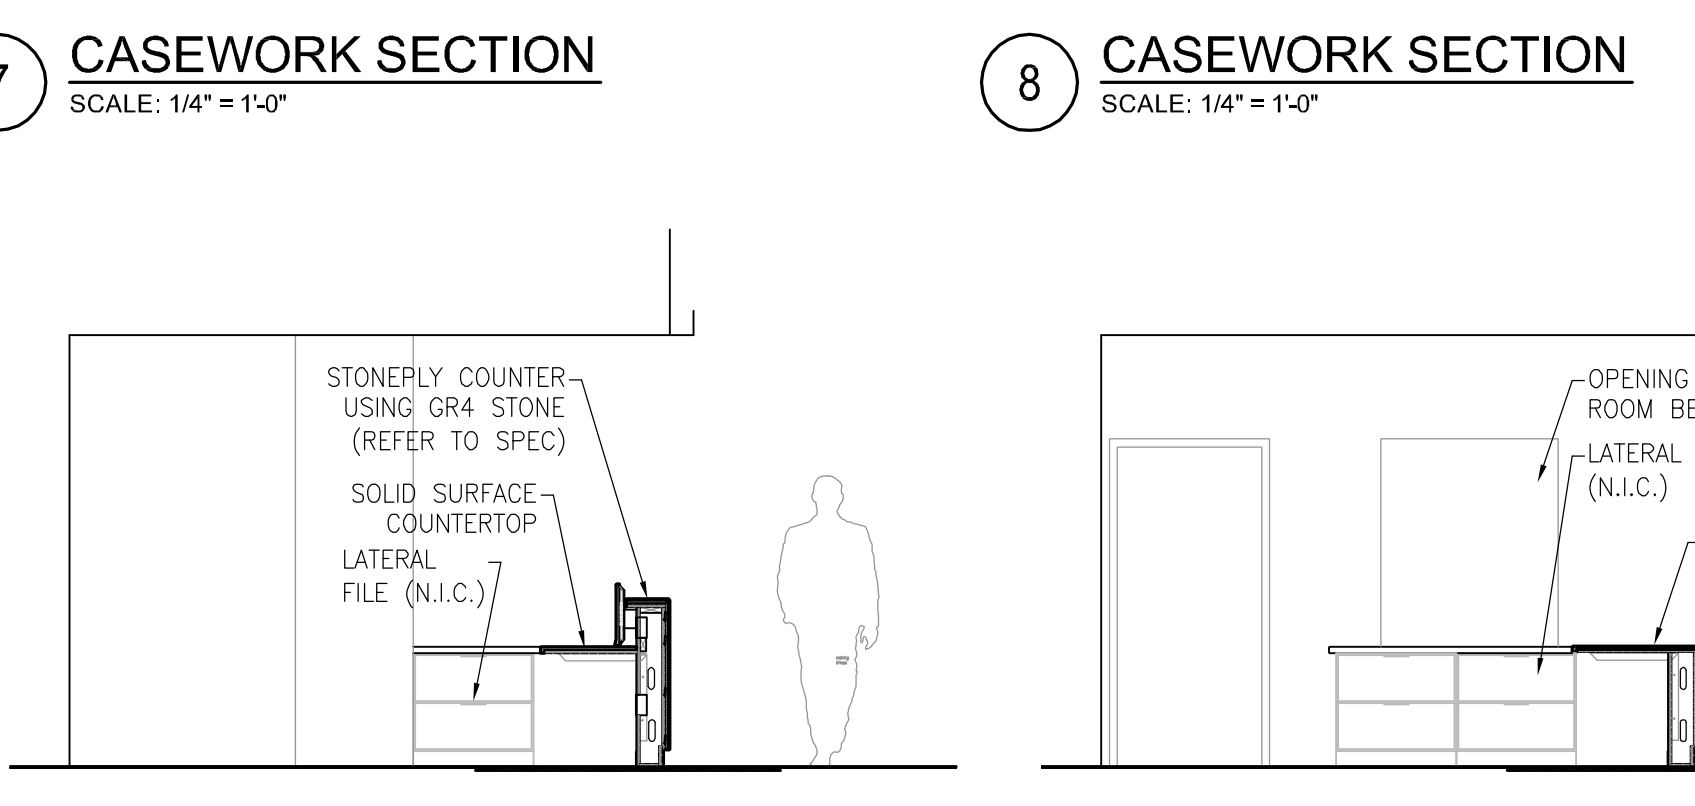 7
CASEWORK SECTION
SCALE: 1/4" = 1'-0"
8
CASEWORK SECTION
SCALE: 1/4" = 1'-0"
STONEPLY COUNTER
USING GR4 STONE
(REFER TO SPEC)
SOLID SURFACE
COUNTERTOP
LATERAL
FILE (N.I.C.)
OPENING
ROOM
LATERAL
(N.I.C.)